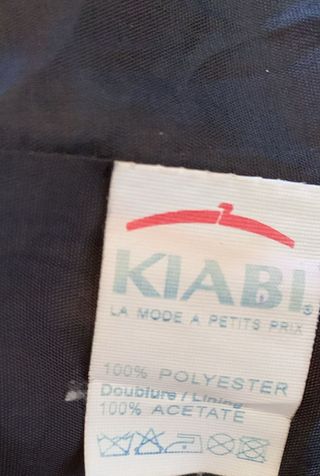 KIABI®
LA MODE A PETITS PRIX
100% POLYESTER
Doublure / Lining
100% ACETATE